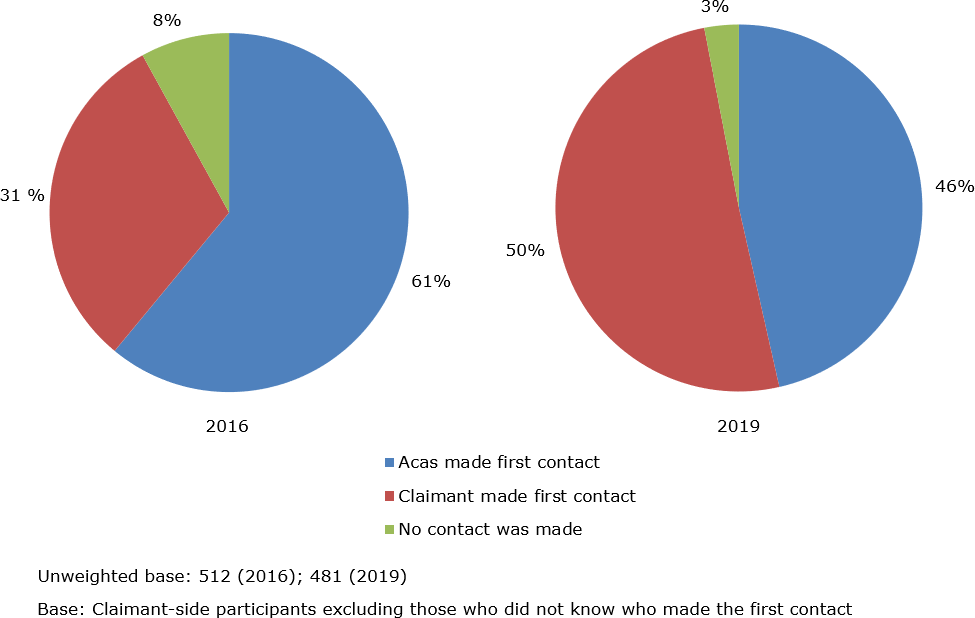 8%
3%
31 %
46%
50%
61%
2016
2019
Acas made first contact
Claimant made first contact
No contact was made
Unweighted base: 512 (2016); 481 (2019)
Base: Claimant-side participants excluding those who did not know who made the first contact